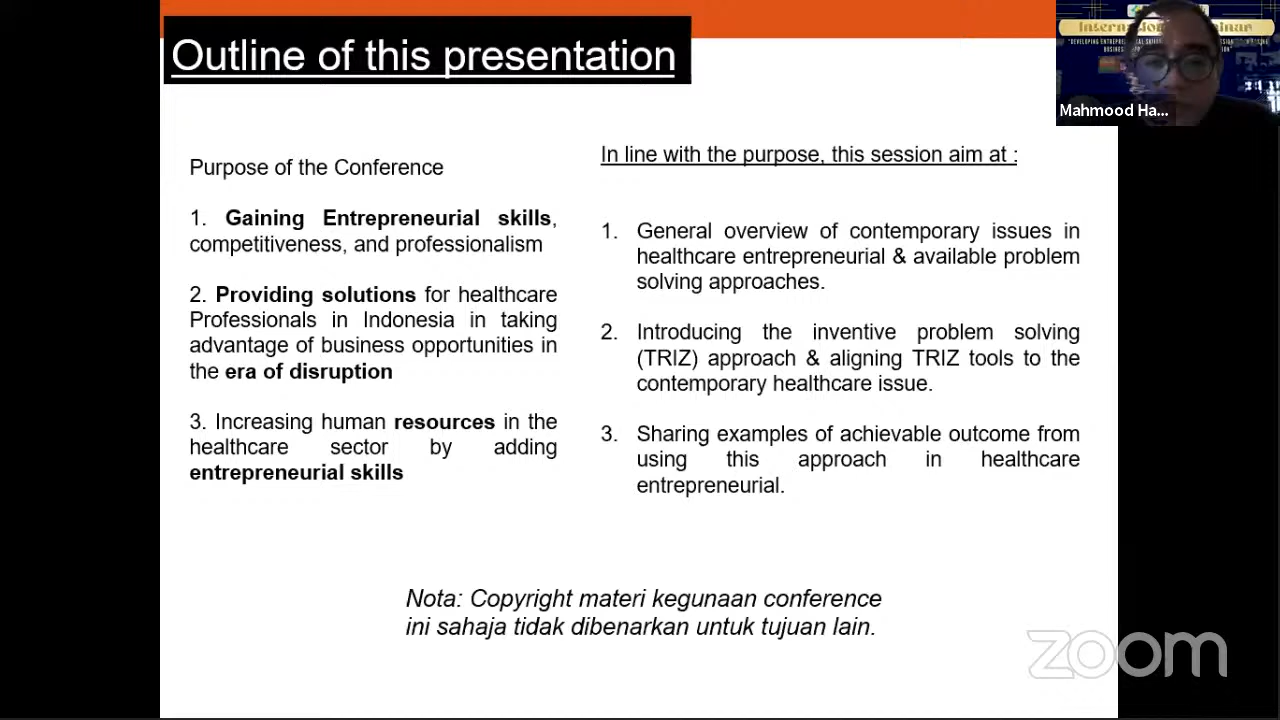 Outline of this presentation
Purpose of the Conference
1. Gaining Entrepreneurial skills,
competitiveness, and professionalism
2. Providing solutions for healthcare
Professionals in Indonesia in taking
advantage of business opportunities in
the era of disruption
3. Increasing human resources in the
healthcare sector by adding
entrepreneurial skills
In line with the purpose, this session aim at :
1. General overview of contemporary issues in
healthcare entrepreneurial & available problem
solving approaches.
2. Introducing the inventive problem solving
(TRIZ) approach & aligning TRIZ tools to the
contemporary healthcare issue.
3. Sharing examples of achievable outcome from
using this approach in healthcare
entrepreneurial.
Nota: Copyright materi kegunaan conference
ini sahaja tidak dibenarkan untuk tujuan lain.
Mahmood Ha...
zoom